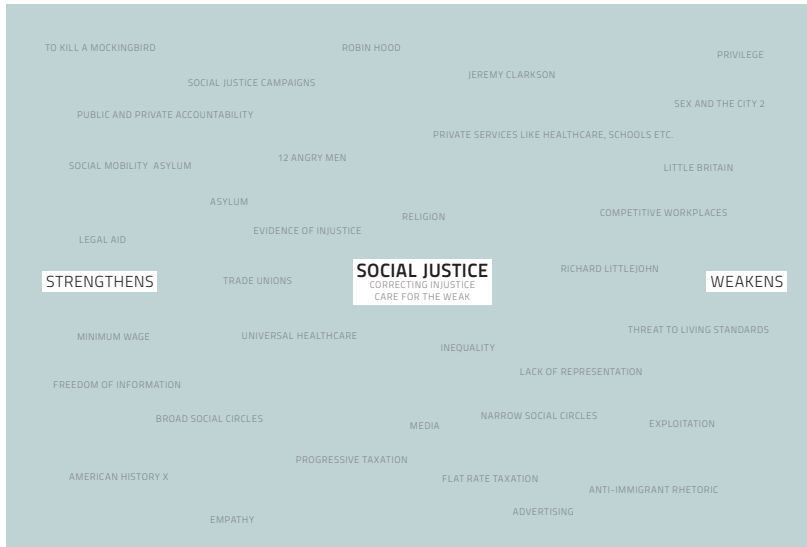 TO KILL A MOCKINGBIRD
ROBIN HOOD
PRIVILEGE
JEREMY CLARKSON
SOCIAL JUSTICE CAMPAIGNS
SEX AND THE CITY 2
PUBLIC AND PRIVATE ACCOUNTABILITY
PRIVATE SERVICES LIKE HEALTHCARE, SCHOOLS ETC.
12 ANGRY MEN
SOCIAL MOBILITY ASYLUM
LITTLE BRITAIN
ASYLUM
COMPETITIVE WORKPLACES
RELIGION
EVIDENCE OF INJUSTICE
LEGAL AID
RICHARD LITTLEJOHN
STRENGTHENS
TRADE UNIONS
SOCIAL JUSTICE
CORRECTING INJUSTICE
CARE FOR THE WEAK
WEAKENS
THREAT TO LIVING STANDARDS
MINIMUM WAGE
UNIVERSAL HEALTHCARE
INEQUALITY
LACK OF REPRESENTATION
FREEDOM OF INFORMATION
BROAD SOCIAL CIRCLES
NARROW SOCIAL CIRCLES
MEDIA
EXPLOITATION
PROGRESSIVE TAXATION
AMERICAN HISTORY X
FLAT RATE TAXATION
ANTI-IMMIGRANT RHETORIC
ADVERTISING
EMPATHY